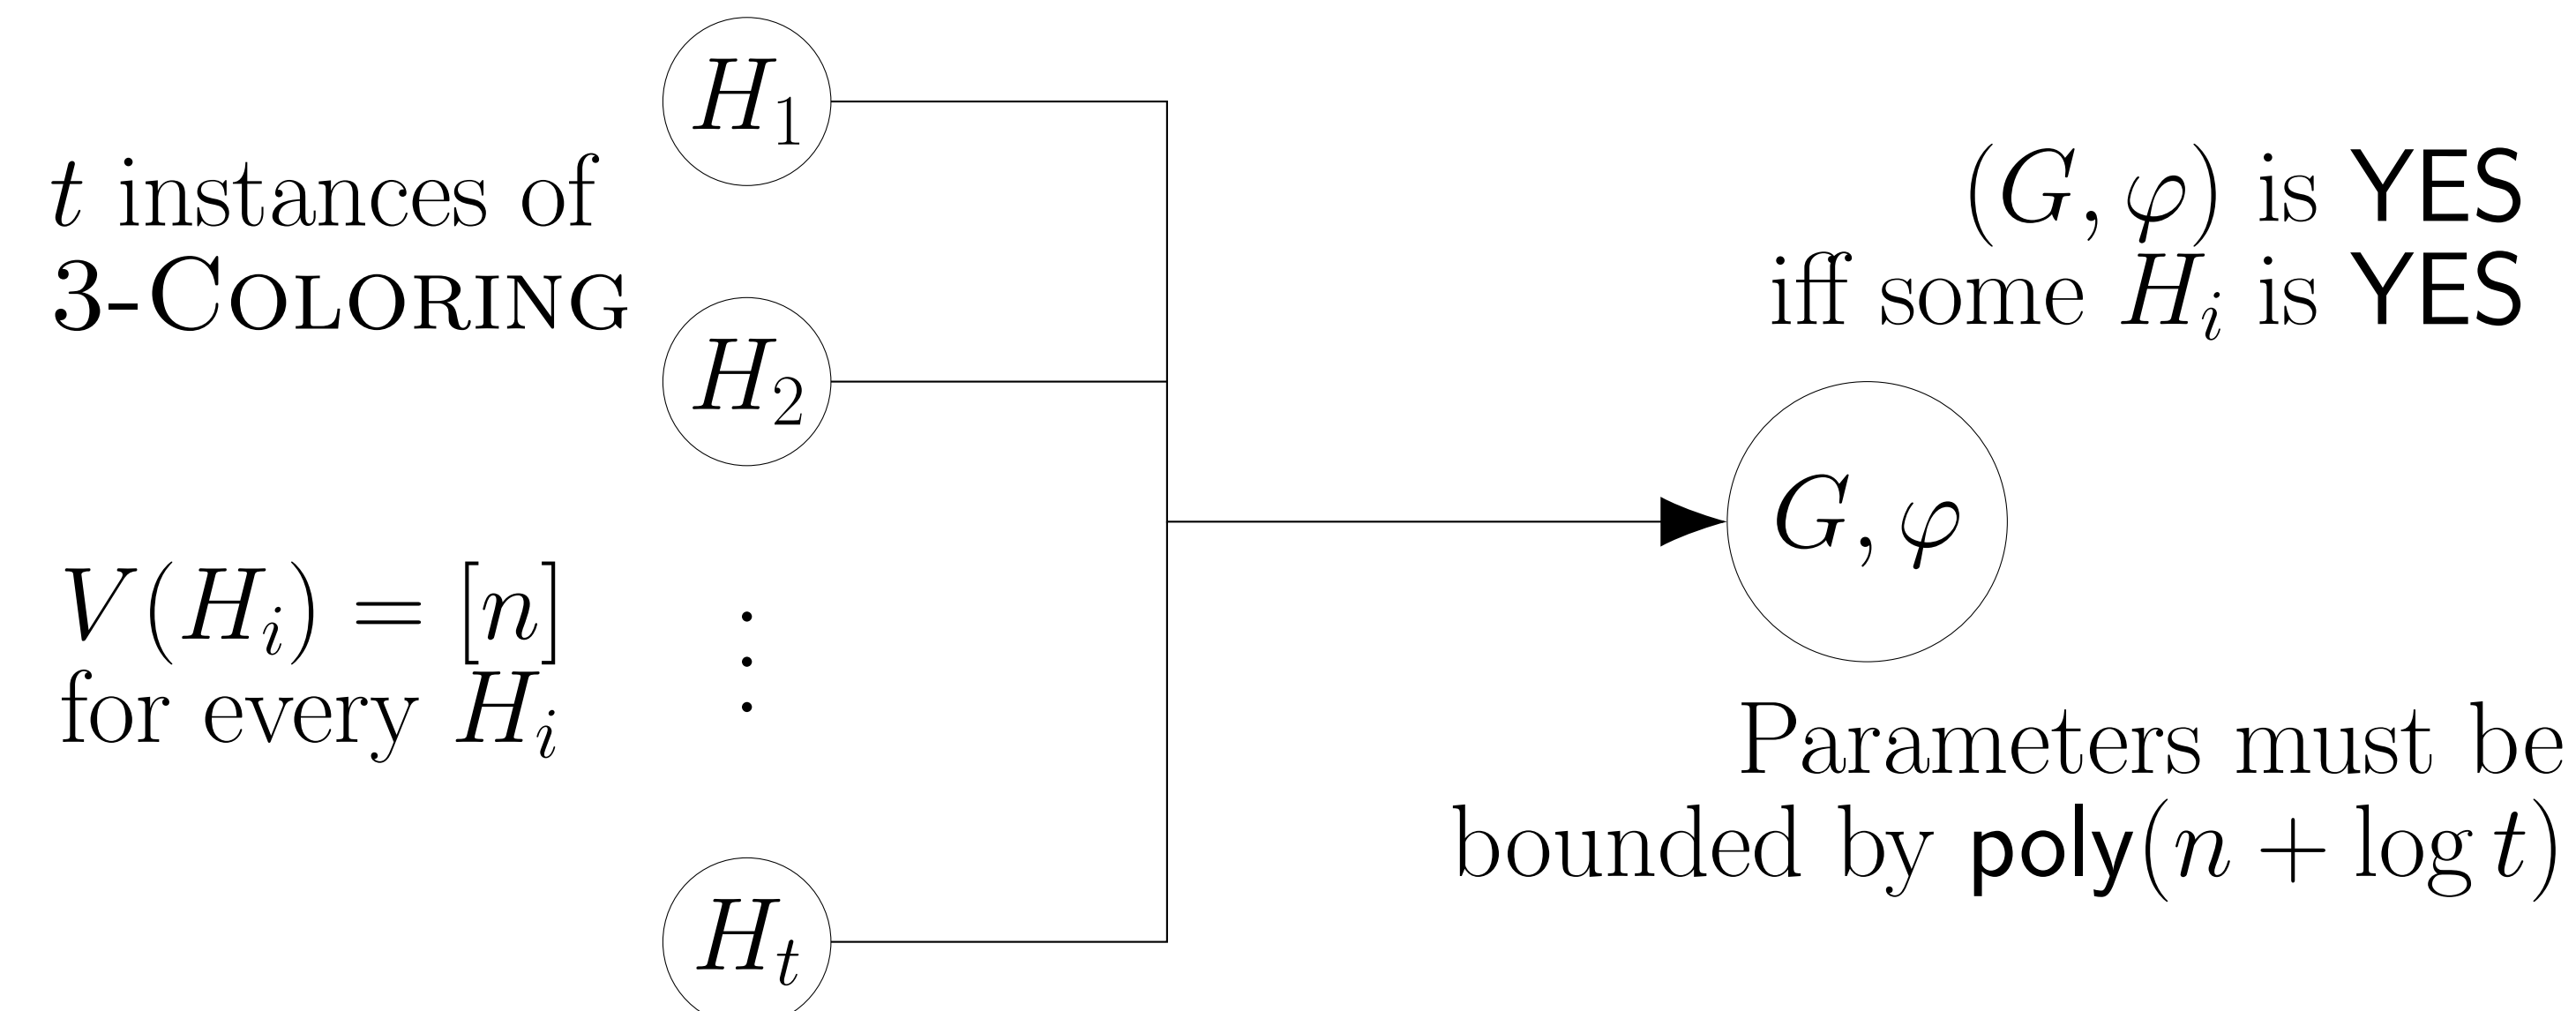 t instances of
3-COLORING
V(H_i) = [n]
for every H_i
H_1
H_2
⋮
H_t
(G, φ) is YES
iff some H_i is YES
G, φ
Parameters must be
bounded by poly(n + log t)